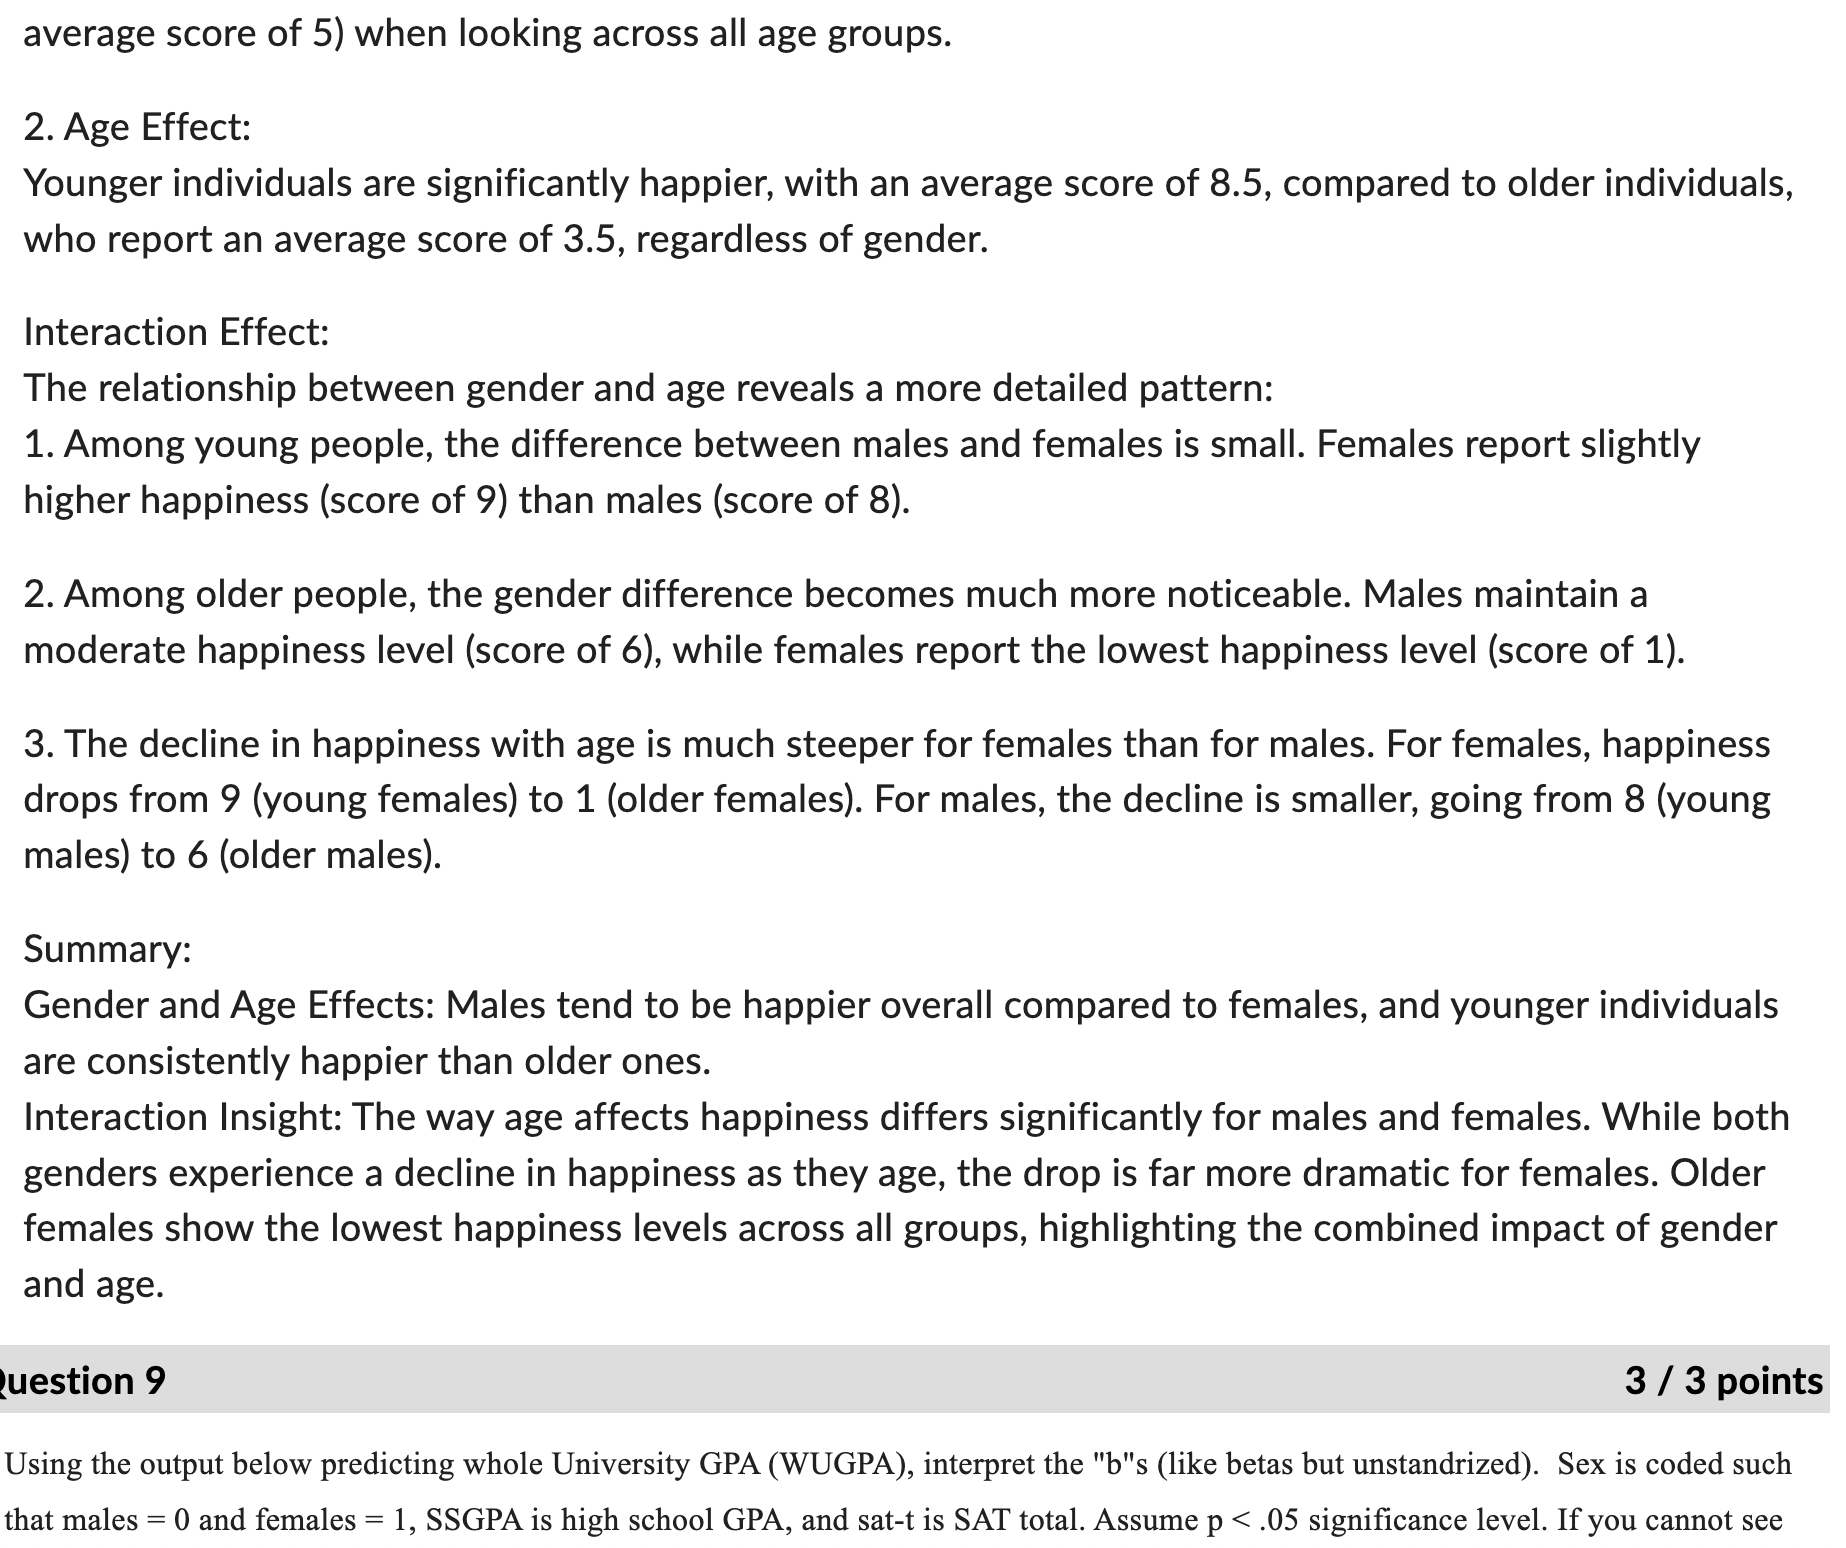 average score of 5) when looking across all age groups.
2. Age Effect:
Younger individuals are significantly happier, with an average score of 8.5, compared to older individuals,
who report an average score of 3.5, regardless of gender.
Interaction Effect:
The relationship between gender and age reveals a more detailed pattern:
1. Among young people, the difference between males and females is small. Females report slightly
higher happiness (score of 9) than males (score of 8).
2. Among older people, the gender difference becomes much more noticeable. Males maintain a
moderate happiness level (score of 6), while females report the lowest happiness level (score of 1).
3. The decline in happiness with age is much steeper for females than for males. For females, happiness
drops from 9 (young females) to 1 (older females). For males, the decline is smaller, going from 8 (young
males) to 6 (older males).
Summary:
Gender and Age Effects: Males tend to be happier overall compared to females, and younger individuals
are consistently happier than older ones.
Interaction Insight: The way age affects happiness differs significantly for males and females. While both
genders experience a decline in happiness as they age, the drop is far more dramatic for females. Older
females show the lowest happiness levels across all groups, highlighting the combined impact of gender
and age.
Question 9 3 / 3 points
Using the output below predicting whole University GPA (WUGPA), interpret the "b"s (like betas but unstandrized).  Sex is coded such
that males = 0 and females = 1, SSGPA is high school GPA, and sat-t is SAT total. Assume p < .05 significance level. If you cannot see